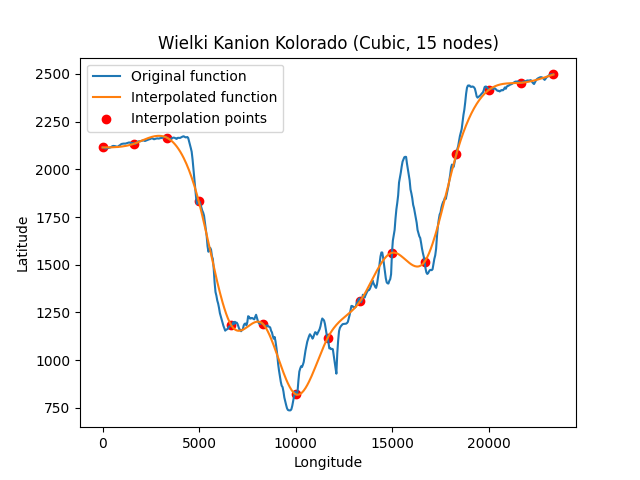 Wielki Kanion Kolorado (Cubic, 15 nodes)
Original function
Interpolated function
Interpolation points
2500
2250
2000
1750
1500
1250
1000
750
Latitude
0 5000 10000 15000 20000
Longitude